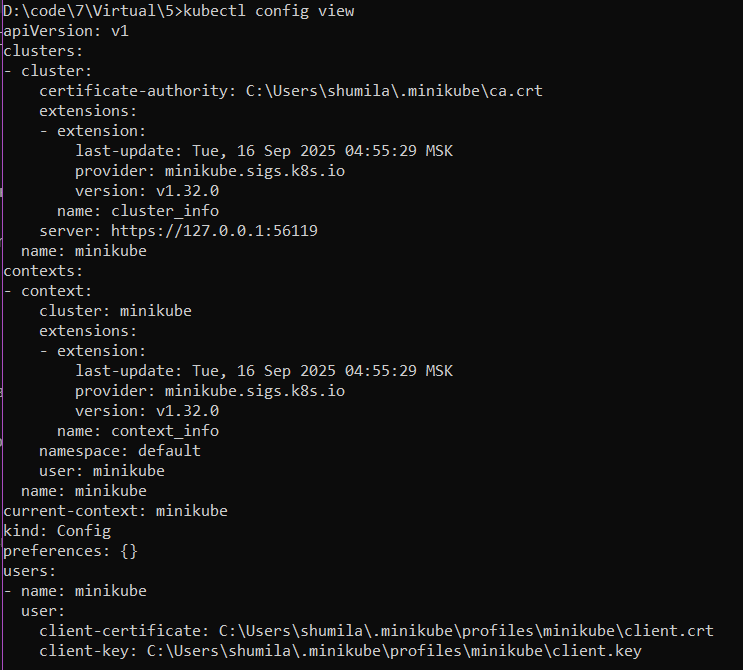 D:\code\7\Virtual\5>kubectl config view
apiVersion: v1
clusters:
- cluster:
    certificate-authority: C:\Users\shumila\.minikube\ca.crt
    extensions:
    - extension:
        last-update: Tue, 16 Sep 2025 04:55:29 MSK
        provider: minikube.sigs.k8s.io
        version: v1.32.0
      name: cluster_info
    server: https://127.0.0.1:56119
  name: minikube
contexts:
- context:
    cluster: minikube
    extensions:
    - extension:
        last-update: Tue, 16 Sep 2025 04:55:29 MSK
        provider: minikube.sigs.k8s.io
        version: v1.32.0
      name: context_info
    namespace: default
    user: minikube
  name: minikube
current-context: minikube
kind: Config
preferences: {}
users:
- name: minikube
  user:
    client-certificate: C:\Users\shumila\.minikube\profiles\minikube\client.crt
    client-key: C:\Users\shumila\.minikube\profiles\minikube\client.key